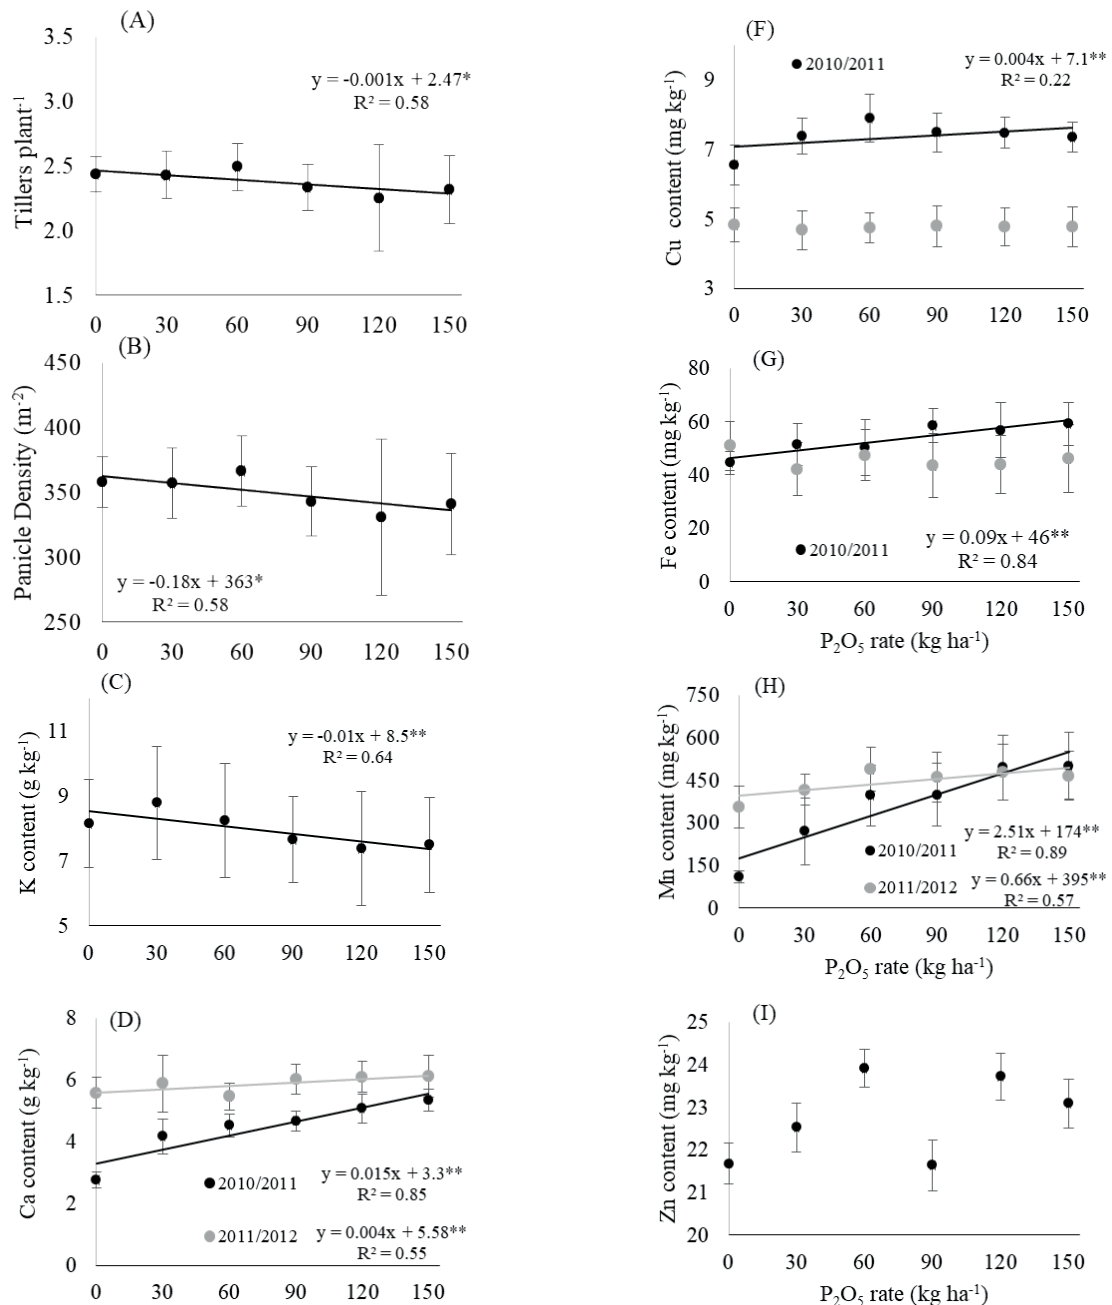 (A)
3.5
3.0
2.5
2.0
1.5
Tillers plant⁻¹
y = -0.001x + 2.47*
R² = 0.58
0 30 60 90 120 150
(B)
450
400
350
300
250
Panicle Density (m⁻²)
y = -0.18x + 363*
R² = 0.58
0 30 60 90 120 150
(C)
11
9
7
5
K content (g kg⁻¹)
y = -0.01x + 8.5**
R² = 0.64
0 30 60 90 120 150
(D)
8
6
4
2
0
Ca content (g kg⁻¹)
2010/2011
y = 0.015x + 3.3**
R² = 0.85
2011/2012
y = 0.004x + 5.58**
R² = 0.55
0 30 60 90 120 150
(F)
9
7
5
3
Cu content (mg kg⁻¹)
2010/2011
y = 0.004x + 7.1**
R² = 0.22
0 30 60 90 120 150
(G)
80
60
40
20
0
Fe content (mg kg⁻¹)
2010/2011
y = 0.09x + 46**
R² = 0.84
0 30 60 90 120 150
P₂O₅ rate (kg ha⁻¹)
(H)
750
600
450
300
150
0
Mn content (mg kg⁻¹)
2010/2011
y = 2.51x + 174**
R² = 0.89
2011/2012
y = 0.66x + 395**
R² = 0.57
0 30 60 90 120 150
P₂O₅ rate (kg ha⁻¹)
(I)
25
24
23
22
21
20
Zn content (mg kg⁻¹)
0 30 60 90 120 150
P₂O₅ rate (kg ha⁻¹)